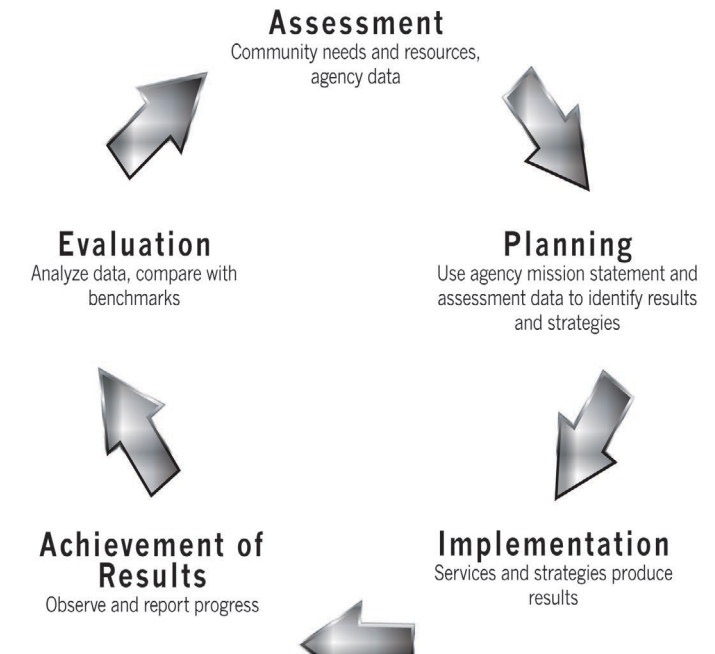 Assessment
Community needs and resources,
agency data
Evaluation
Analyze data, compare with
benchmarks
Planning
Use agency mission statement and
assessment data to identify results
and strategies
Achievement of
Results
Observe and report progress
Implementation
Services and strategies produce
results